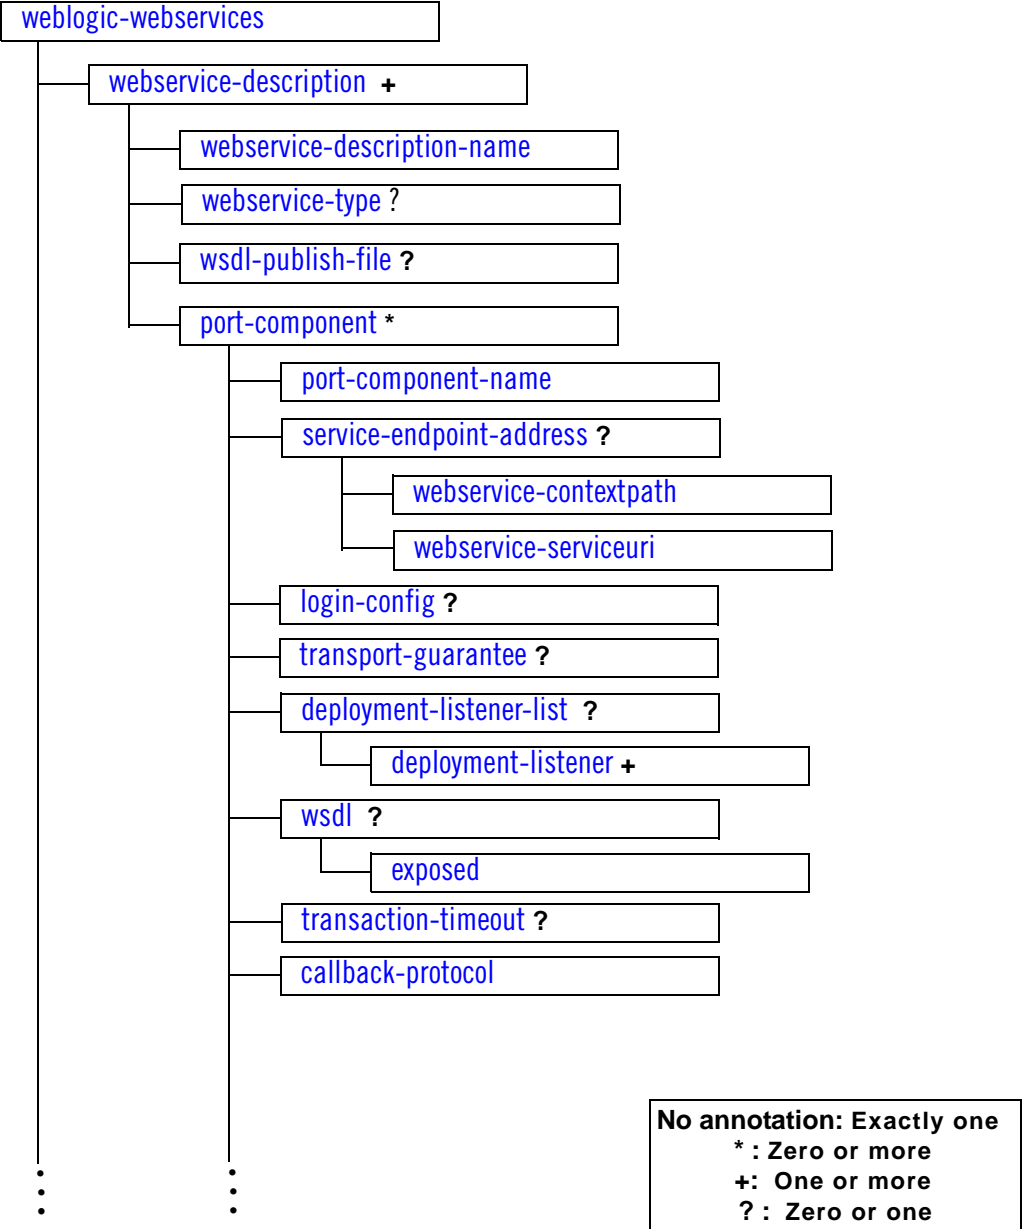 weblogic-webservices
webservice-description +
webservice-description-name
webservice-type ?
wsdl-publish-file ?
port-component *
port-component-name
service-endpoint-address ?
webservice-contextpath
webservice-serviceuri
login-config ?
transport-guarantee ?
deployment-listener-list ?
deployment-listener +
wsdl ?
exposed
transaction-timeout ?
callback-protocol
No annotation: Exactly one
* : Zero or more
+: One or more
? : Zero or one